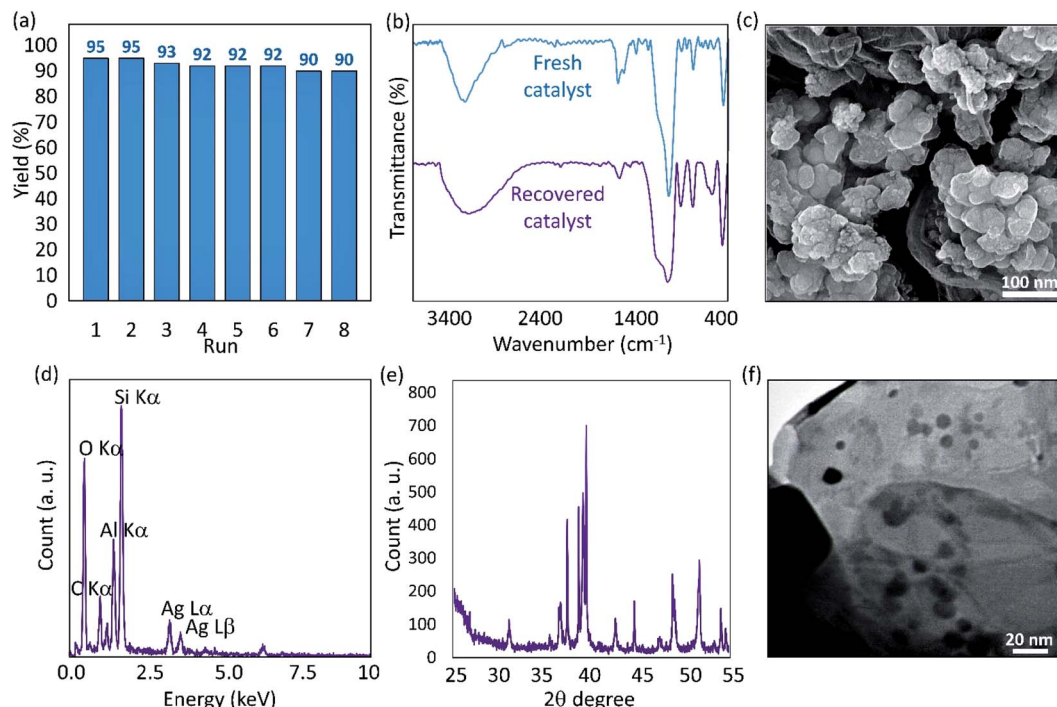 (a)
100
90
80
70
60
50
40
30
20
10
0
Yield (%)
95 95 93 92 92 92 90 90
1 2 3 4 5 6 7 8
Run
(b)
Transmittance (%)
Fresh
catalyst
Recovered
catalyst
3400 2400 1400 400
Wavenumber (cm⁻¹)
(c)
100 nm
(d)
Count (a. u.)
Si Kα
O Kα
Al Kα
C Kα
Ag Lα
Ag Lβ
0.0 2.5 5.0 7.5 10
Energy (keV)
(e)
800
700
600
500
400
300
200
100
0
Count (a. u.)
25 30 35 40 45 50 55
2θ degree
(f)
20 nm